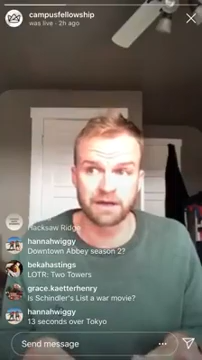 campusfellowship
was live · 2h ago
Hacksaw Ridge
hannahwiggy
Downtown Abbey season 2?
bekahastings
LOTR: Two Towers
grace.kaetterhenry
Is Schindler's List a war movie?
hannahwiggy
13 seconds over Tokyo
Send message